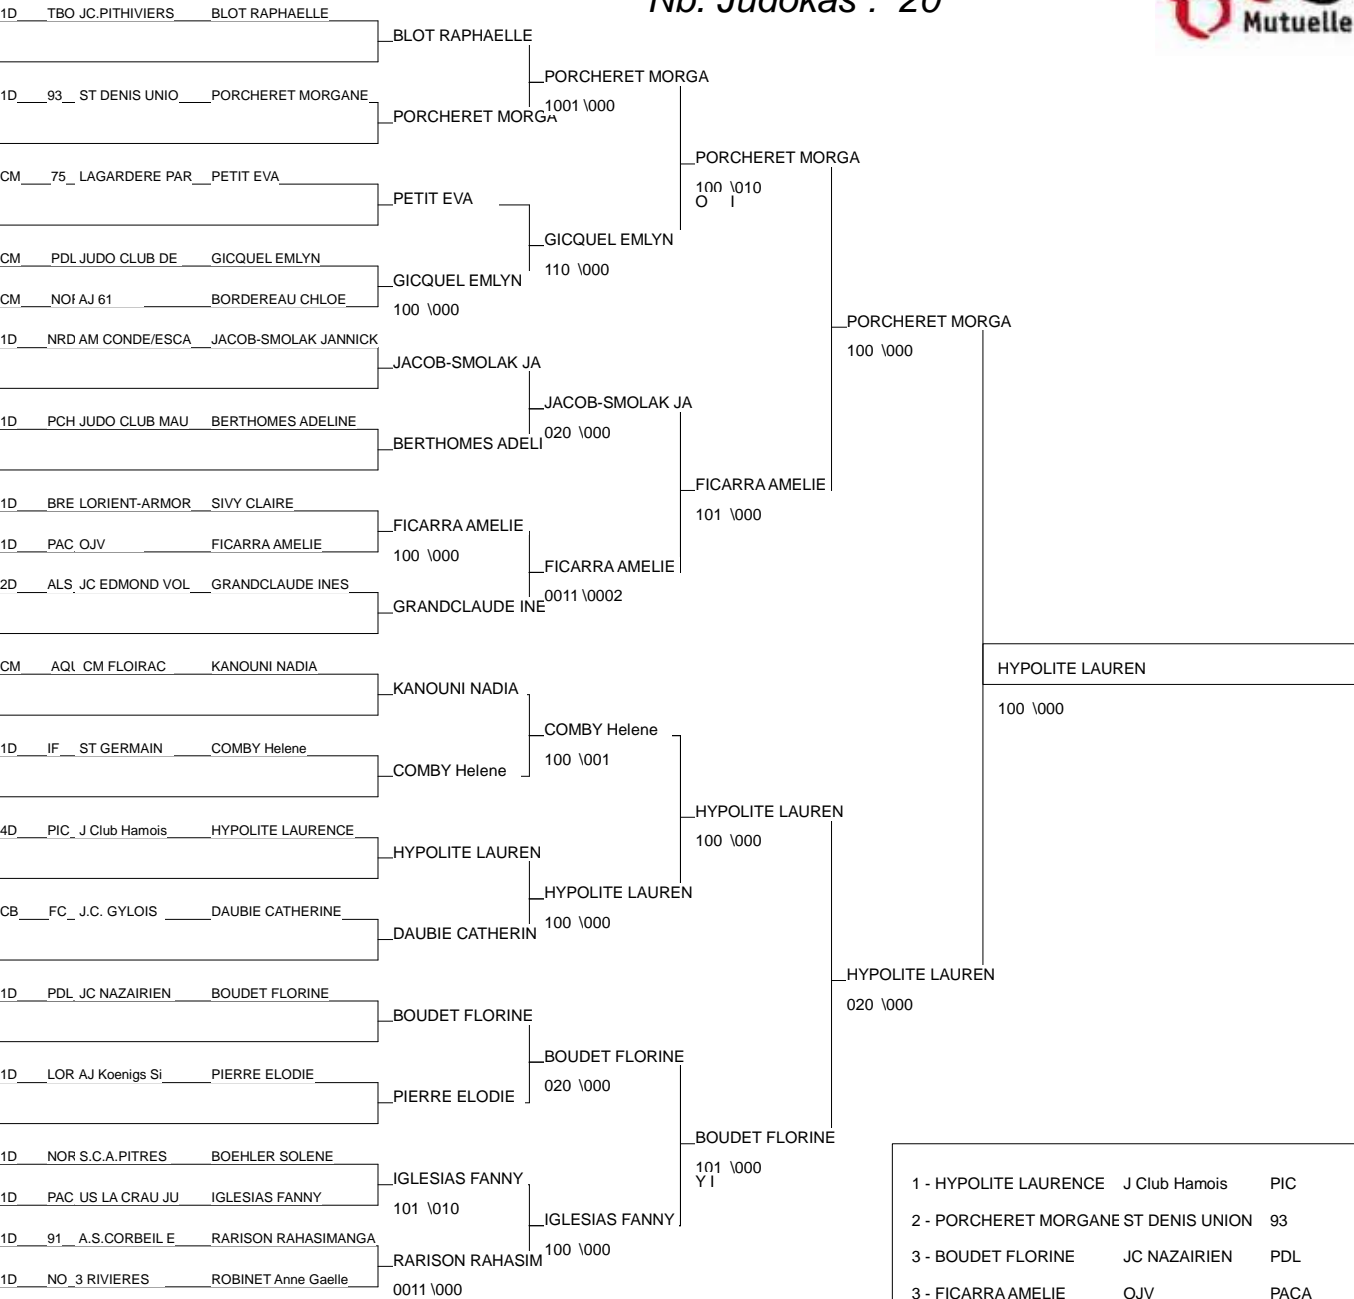 Nb. Judokas : 20
Mutuelle
1D TBO JC.PITHIVIERS BLOT RAPHAELLE
BLOT RAPHAELLE
PORCHERET MORGA
1D 93 ST DENIS UNIO PORCHERET MORGANE
1001 \000
PORCHERET MORGA
PORCHERET MORGA
CM 75 LAGARDERE PAR PETIT EVA
100 \010
O I
PETIT EVA
GICQUEL EMLYN
CM PDL JUDO CLUB DE GICQUEL EMLYN
110 \000
GICQUEL EMLYN
CM NOR AJ 61 BORDEREAU CHLOE
100 \000
PORCHERET MORGA
1D NRD AM CONDE/ESCA JACOB-SMOLAK JANNICK
100 \000
JACOB-SMOLAK JA
JACOB-SMOLAK JA
1D PCH JUDO CLUB MAU BERTHOMES ADELINE
020 \000
BERTHOMES ADELI
FICARRA AMELIE
1D BRE LORIENT-ARMOR SIVY CLAIRE
101 \000
FICARRA AMELIE
1D PAC OJV FICARRA AMELIE
100 \000
FICARRA AMELIE
2D ALS JC EDMOND VOL GRANDCLAUDE INES
0011 \0002
GRANDCLAUDE INE
CM AQU CM FLOIRAC KANOUNI NADIA
HYPOLITE LAUREN
KANOUNI NADIA
100 \000
COMBY Helene
1D IF ST GERMAIN COMBY Helene
100 \001
COMBY Helene
HYPOLITE LAUREN
4D PIC J Club Hamois HYPOLITE LAURENCE
100 \000
HYPOLITE LAUREN
HYPOLITE LAUREN
CB FC J.C. GYLOIS DAUBIE CATHERINE
100 \000
DAUBIE CATHERIN
HYPOLITE LAUREN
1D PDL JC NAZAIRIEN BOUDET FLORINE
020 \000
BOUDET FLORINE
BOUDET FLORINE
1D LOR AJ Koenigs Si PIERRE ELODIE
020 \000
PIERRE ELODIE
BOUDET FLORINE
1D NOR S.C.A.PITRES BOEHLER SOLENE
101 \000
Y I
IGLESIAS FANNY
1D PAC US LA CRAU JU IGLESIAS FANNY
101 \010
IGLESIAS FANNY
1D 91 A.S.CORBEIL E RARISON RAHASIMANGA
100 \000
RARISON RAHASIM
1D NO 3 RIVIERES ROBINET Anne Gaelle
0011 \000
1 - HYPOLITE LAURENCE J Club Hamois PIC
2 - PORCHERET MORGANE ST DENIS UNION 93
3 - BOUDET FLORINE JC NAZAIRIEN PDL
3 - FICARRA AMELIE OJV PACA